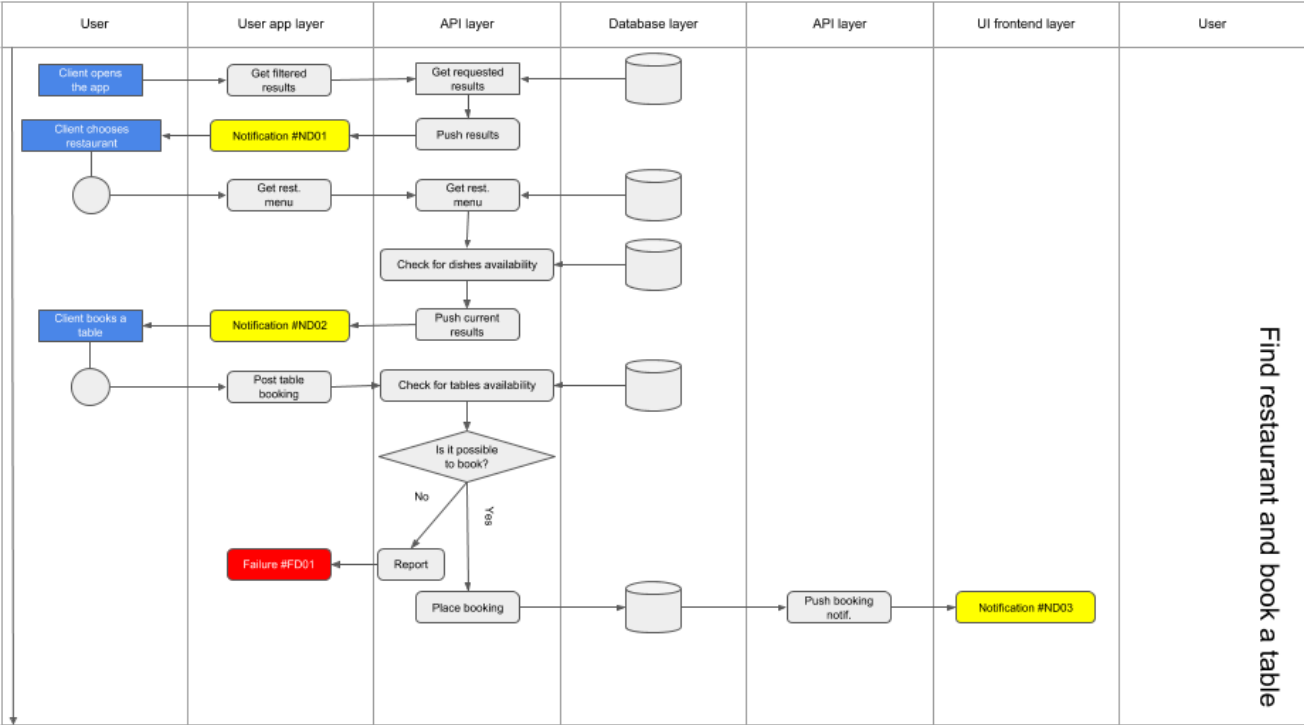 User
User app layer
API layer
Database layer
API layer
UI frontend layer
User
Client opens
the app
Get filtered
results
Get requested
results
Client chooses
restaurant
Notification #ND01
Push results
Get rest.
menu
Get rest.
menu
Check for dishes availability
Client books a
table
Notification #ND02
Push current
results
Post table
booking
Check for tables availability
Is it possible
to book?
No
Yes
Failure #FD01
Report
Place booking
Push booking
notif.
Notification #ND03
Find restaurant and book a table